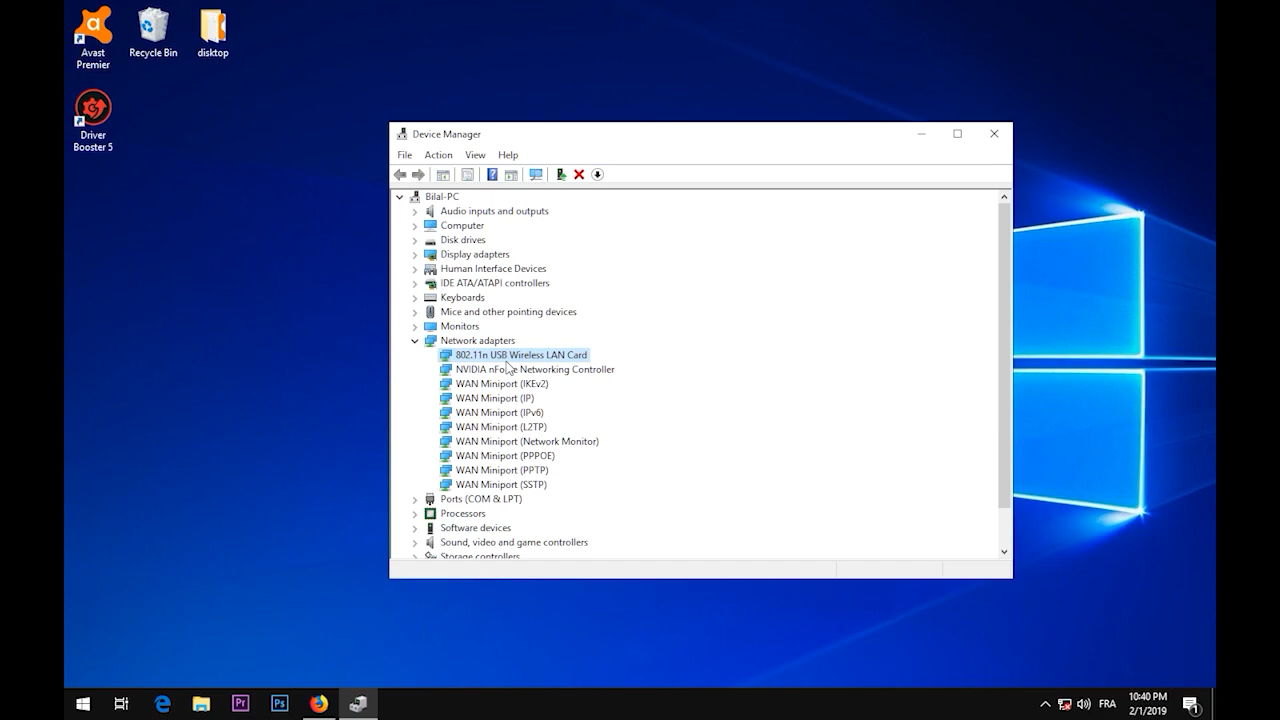 Avast
Premier
Recycle Bin
disktop
Driver
Booster 5
Device Manager
File Action View Help
Bilal-PC
Audio inputs and outputs
Computer
Disk drives
Display adapters
Human Interface Devices
IDE ATA/ATAPI controllers
Keyboards
Mice and other pointing devices
Monitors
Network adapters
802.11n USB Wireless LAN Card
NVIDIA nForce Networking Controller
WAN Miniport (IKEv2)
WAN Miniport (IP)
WAN Miniport (IPv6)
WAN Miniport (L2TP)
WAN Miniport (Network Monitor)
WAN Miniport (PPPOE)
WAN Miniport (PPTP)
WAN Miniport (SSTP)
Ports (COM & LPT)
Processors
Software devices
Sound, video and game controllers
Storage controllers
Pr
Ps
FRA
10:40 PM
2/1/2019
1